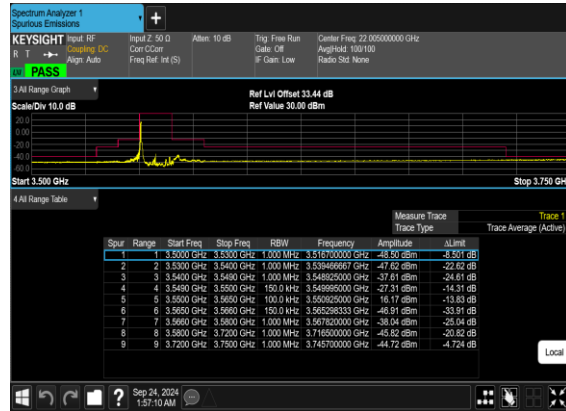 Spectrum Analyzer 1
Spurious Emissions
KEYSIGHT Input: RF Input Z: 50 Ω Atten: 10 dB Trig: Free Run Center Freq: 22.005000000 GHz
R T Coupling: DC Corr CCorr Gate: Off Avg|Hold: 100/100
Align: Auto Freq Ref: Int (S) IF Gain: Low Radio Std: None
PASS
3 All Range Graph
Ref Lvl Offset 33.44 dB
Scale/Div 10.0 dB Ref Value 30.00 dBm
20.0
0.00
-20.0
-40.0
-60.0
Start 3.500 GHz Stop 3.750 GH
4 All Range Table
Measure Trace Trace 1
Trace Type Trace Average (Active)
Spur Range Start Freq Stop Freq RBW Frequency Amplitude ΔLimit
1 1 3.5000 GHz 3.5300 GHz 1.000 MHz 3.516700000 GHz -48.50 dBm -8.501 dB
2 2 3.5300 GHz 3.5400 GHz 1.000 MHz 3.539466667 GHz -47.62 dBm -22.62 dB
3 3 3.5400 GHz 3.5490 GHz 1.000 MHz 3.548925000 GHz -37.61 dBm -24.61 dB
4 4 3.5490 GHz 3.5500 GHz 150.0 kHz 3.549995000 GHz -27.31 dBm -14.31 dB
5 5 3.5500 GHz 3.5650 GHz 100.0 kHz 3.550925000 GHz 16.17 dBm -13.83 dB
6 6 3.5650 GHz 3.5660 GHz 150.0 kHz 3.565298333 GHz -46.91 dBm -33.91 dB
7 7 3.5660 GHz 3.5800 GHz 1.000 MHz 3.567820000 GHz -38.04 dBm -25.04 dB
8 8 3.5800 GHz 3.7200 GHz 1.000 MHz 3.716500000 GHz -45.82 dBm -20.82 dB
9 9 3.7200 GHz 3.7500 GHz 1.000 MHz 3.745700000 GHz -44.72 dBm -4.724 dB
Local
? Sep 24, 2024
1:57:10 AM